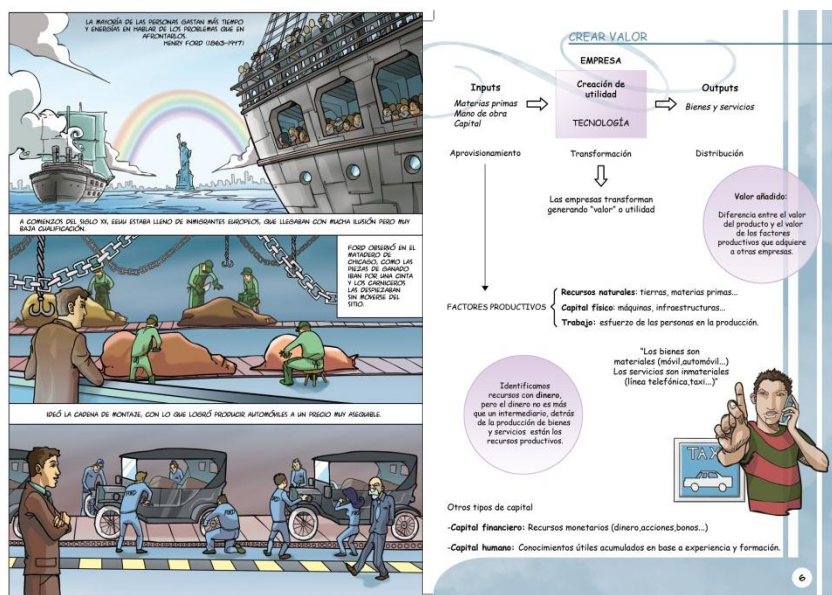 LA MAYORÍA DE LAS PERSONAS GASTAN MÁS TIEMPO
Y ENERGÍAS EN HABLAR DE LOS PROBLEMAS QUE EN
AFRONTARLOS.
HENRY FORD (1863-1947)
A COMIENZOS DEL SIGLO XX, EEUU ESTABA LLENO DE INMIGRANTES EUROPEOS, QUE LLEGABAN CON MUCHA ILUSIÓN PERO MUY
BAJA CUALIFICACIÓN.
FORD OBSERVÓ EN EL
MATADERO DE
CHICAGO, COMO LAS
PIEZAS DE GANADO
IBAN POR UNA CINTA
Y LOS CARNICEROS
LAS DESPIEZABAN
SIN MOVERSE DEL
SITIO.
IDEÓ LA CADENA DE MONTAJE, CON LO QUE LOGRÓ PRODUCIR AUTOMÓVILES A UN PRECIO MUY ASEQUIBLE.
FORD
FORD
CREAR VALOR
EMPRESA
Inputs
Materias primas
Mano de obra
Capital
Creación de
utilidad
TECNOLOGÍA
Outputs
Bienes y servicios
Aprovisionamiento
Transformación
Distribución
Las empresas transforman
generando "valor" o utilidad
Valor añadido:
Diferencia entre el valor
del producto y el valor
de los factores
productivos que adquiere
a otras empresas.
FACTORES PRODUCTIVOS
Recursos naturales: tierras, materias primas...
Capital físico: máquinas, infraestructuras...
Trabajo: esfuerzo de las personas en la producción.
"Los bienes son
materiales (móvil,automóvil...)
Los servicios son inmateriales
(línea telefónica,taxi...)"
Identificamos
recursos con dinero,
pero el dinero no es más
que un intermediario, detrás
de la producción de bienes
y servicios están los
recursos productivos.
TAXI
Otros tipos de capital
-Capital financiero: Recursos monetarios (dinero,acciones,bonos...)
-Capital humano: Conocimientos útiles acumulados en base a experiencia y formación.
6